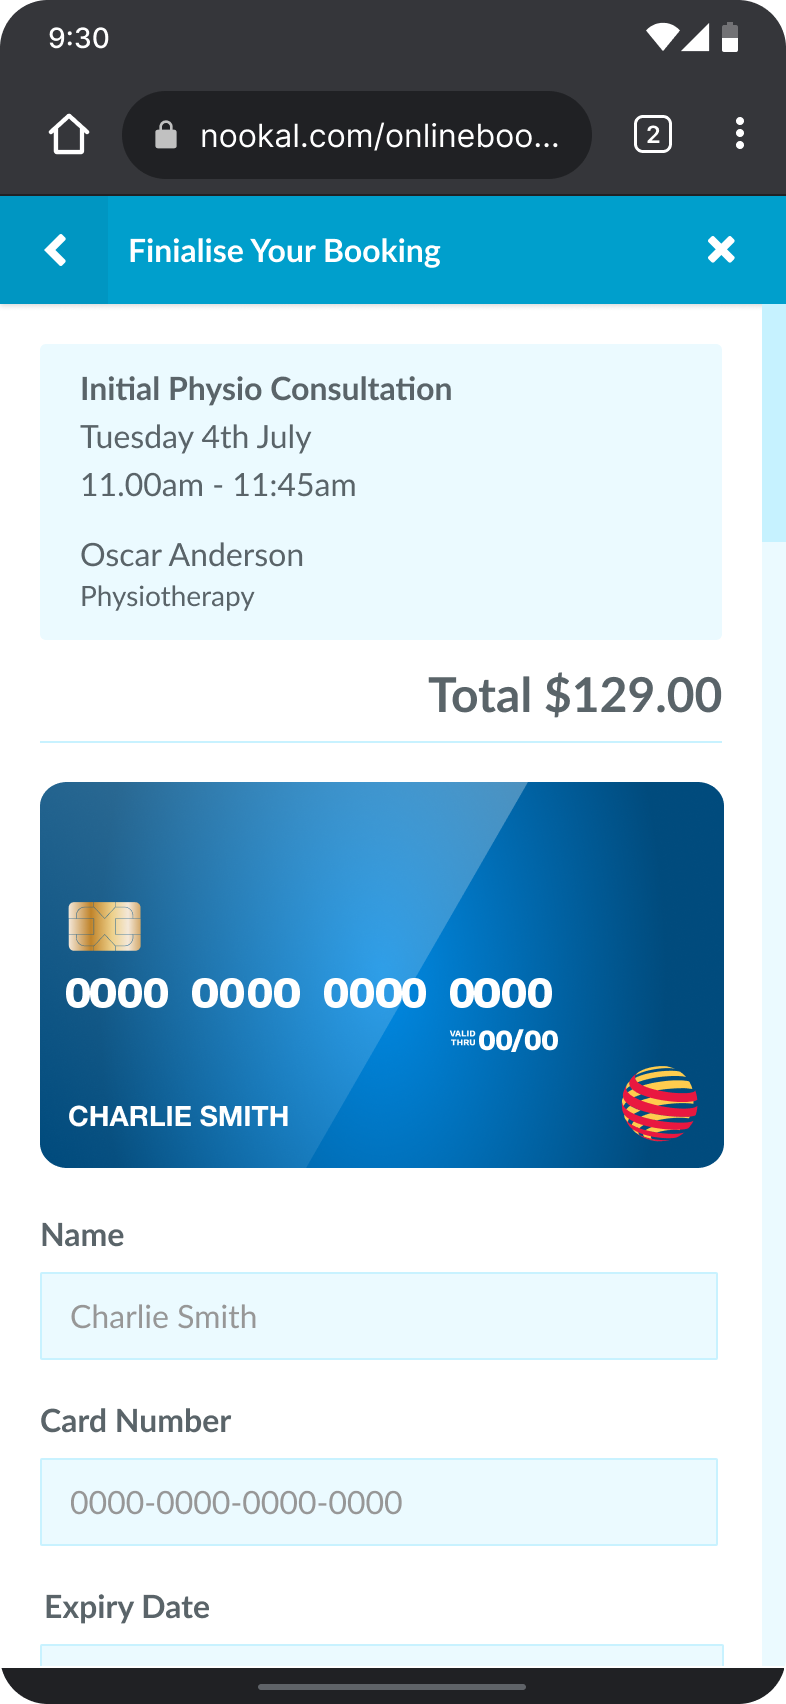 9:30
nookal.com/onlineboo...
2
Finialise Your Booking
Initial Physio Consultation
Tuesday 4th July
11.00am - 11:45am
Oscar Anderson
Physiotherapy
Total $129.00
0000 0000 0000 0000
VALID
THRU 00/00
CHARLIE SMITH
Name
Charlie Smith
Card Number
0000-0000-0000-0000
Expiry Date